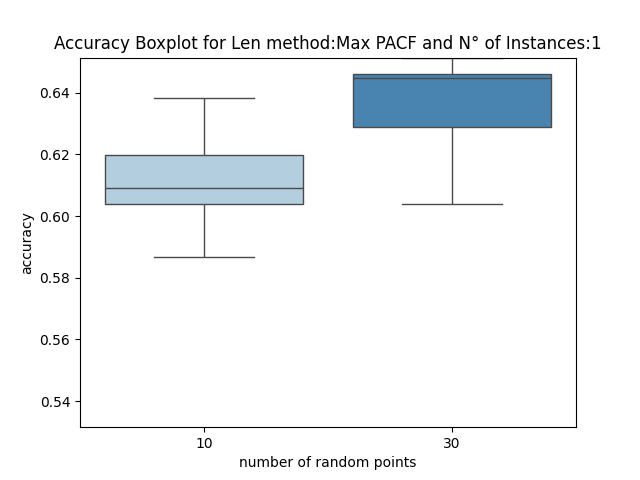 Accuracy Boxplot for Len method:Max PACF and N° of Instances:1
0.64
0.62
0.60
0.58
0.56
0.54
accuracy
10 30
number of random points